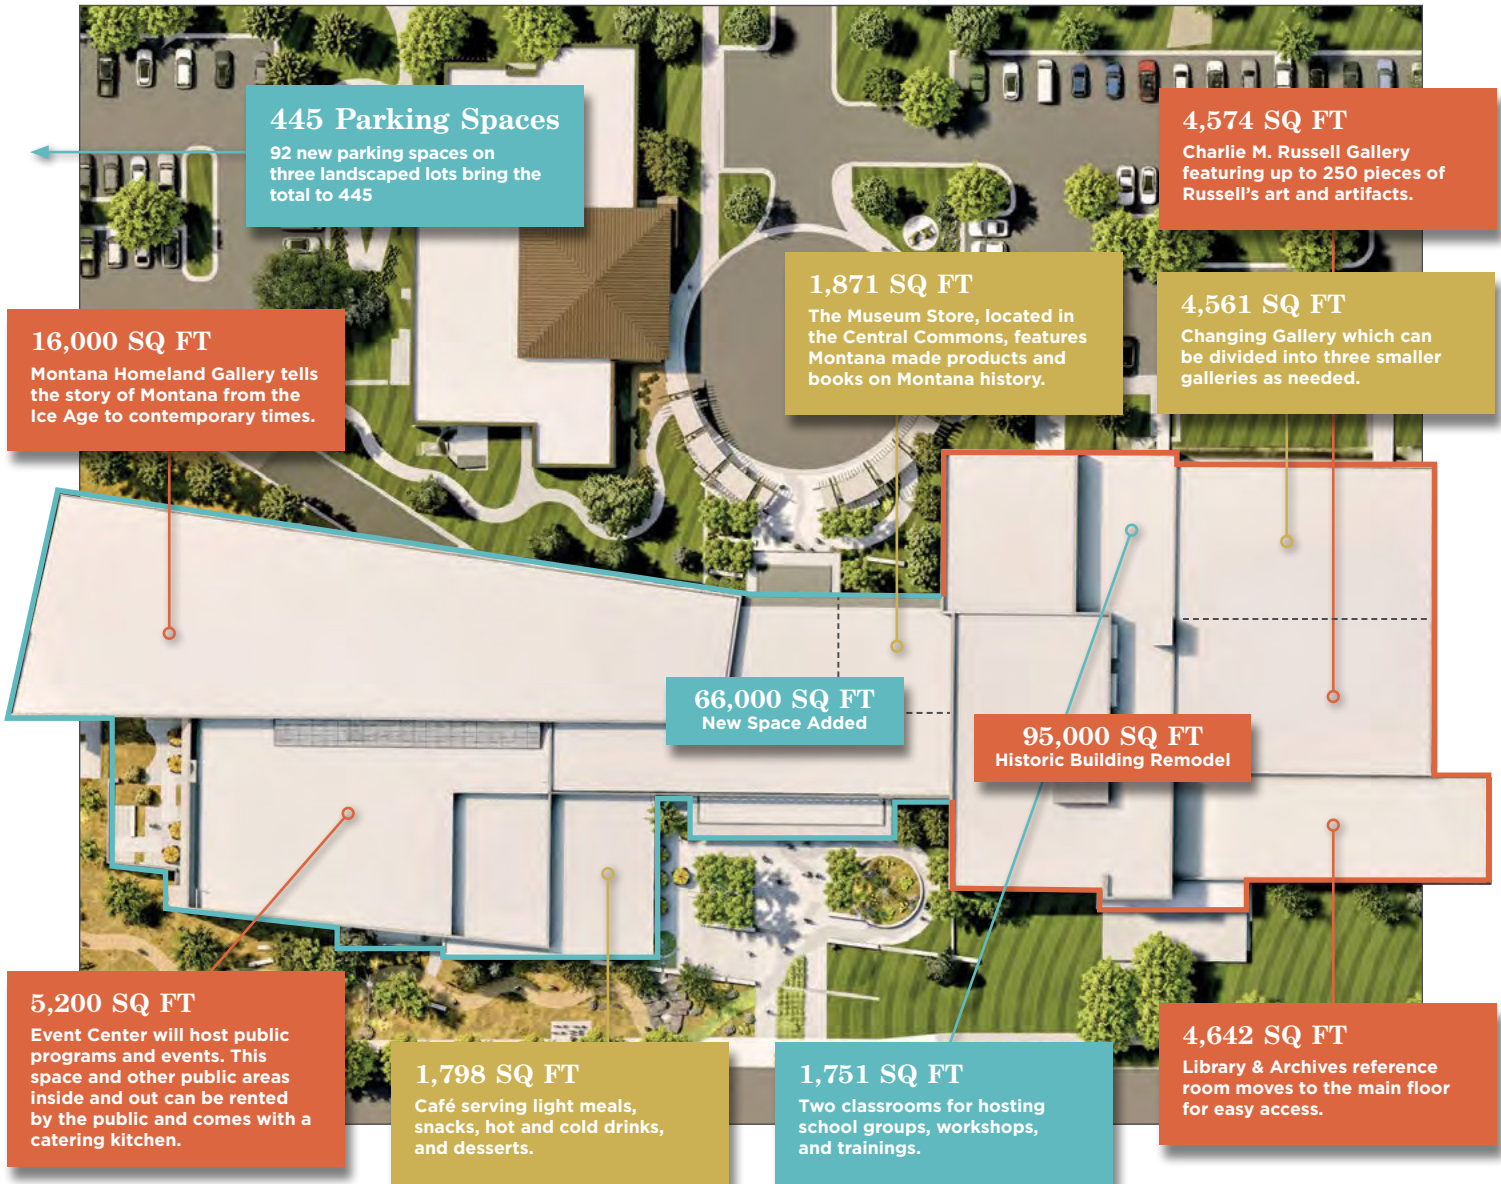 445 Parking Spaces
92 new parking spaces on
three landscaped lots bring the
total to 445
4,574 SQ FT
Charlie M. Russell Gallery
featuring up to 250 pieces of
Russell’s art and artifacts.
1,871 SQ FT
The Museum Store, located in
the Central Commons, features
Montana made products and
books on Montana history.
4,561 SQ FT
Changing Gallery which can
be divided into three smaller
galleries as needed.
16,000 SQ FT
Montana Homeland Gallery tells
the story of Montana from the
Ice Age to contemporary times.
66,000 SQ FT
New Space Added
95,000 SQ FT
Historic Building Remodel
5,200 SQ FT
Event Center will host public
programs and events. This
space and other public areas
inside and out can be rented
by the public and comes with a
catering kitchen.
1,798 SQ FT
Café serving light meals,
snacks, hot and cold drinks,
and desserts.
1,751 SQ FT
Two classrooms for hosting
school groups, workshops,
and trainings.
4,642 SQ FT
Library & Archives reference
room moves to the main floor
for easy access.